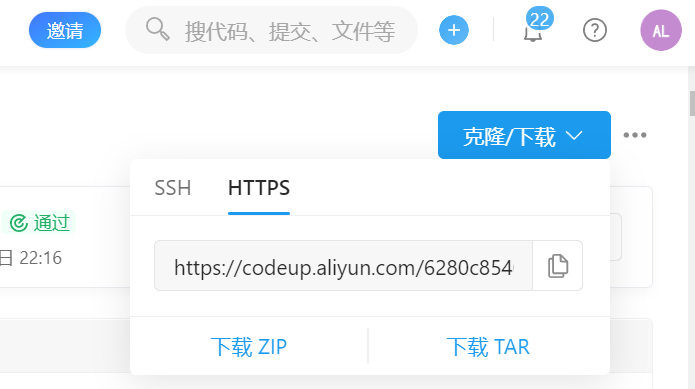 邀请
搜代码、提交、文件等
22
AL
克隆/下载
SSH HTTPS
通过
日 22:16
https://codeup.aliyun.com/6280c854
下载 ZIP
下载 TAR